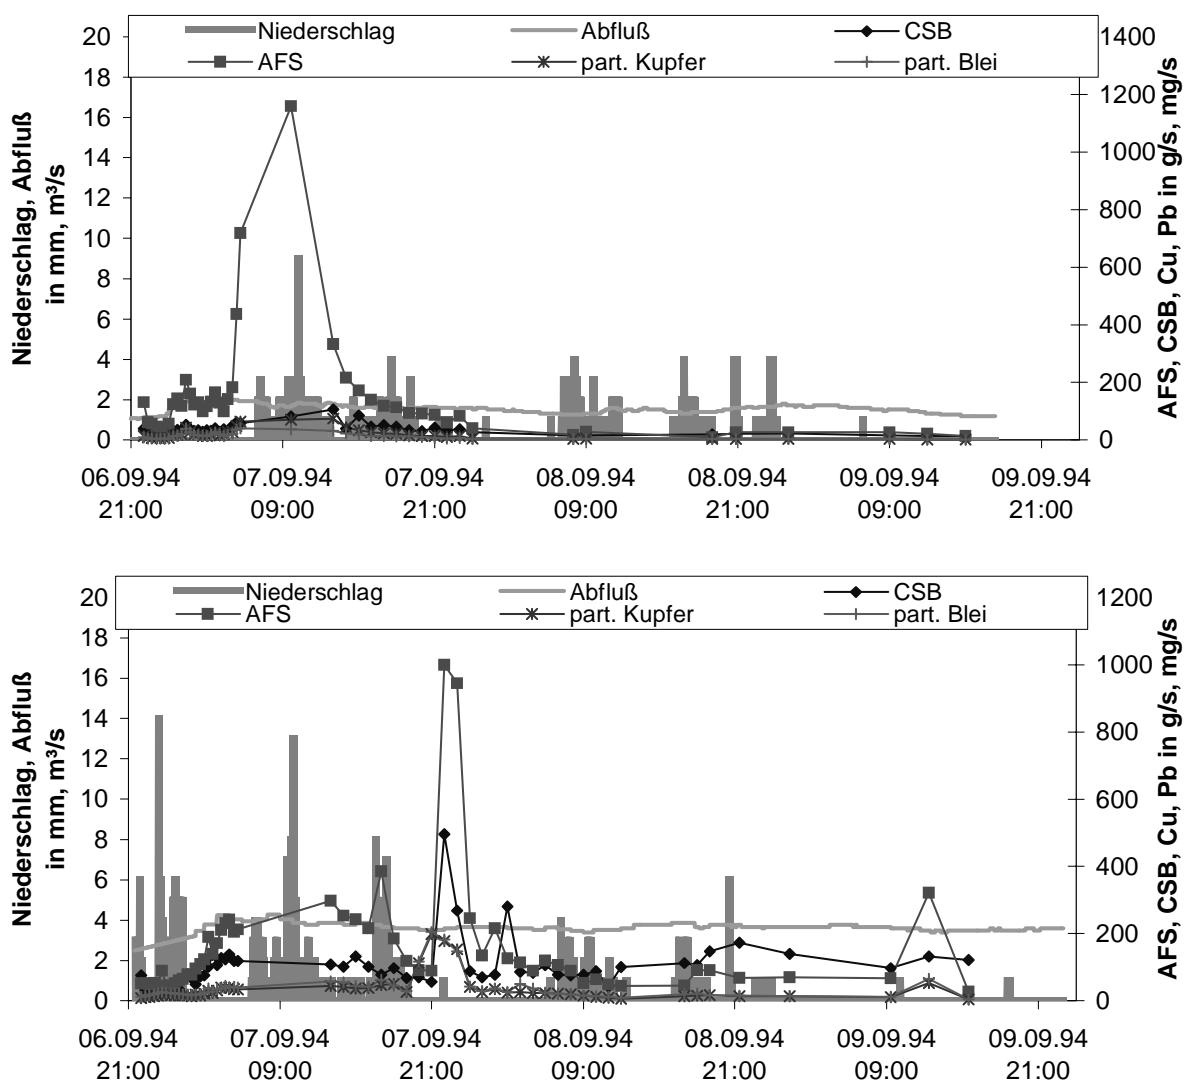 Niederschlag Abfluß CSB
AFS part. Kupfer part. Blei
Niederschlag, Abfluß
in mm, m³/s
20
18
16
14
12
10
8
6
4
2
0
1400
1200
1000
800
600
400
200
0
AFS, CSB, Cu, Pb in g/s, mg/s
06.09.94 07.09.94 07.09.94 08.09.94 08.09.94 09.09.94 09.09.94
21:00 09:00 21:00 09:00 21:00 09:00 21:00
Niederschlag Abfluß CSB
AFS part. Kupfer part. Blei
Niederschlag, Abfluß
in mm, m³/s
20
18
16
14
12
10
8
6
4
2
0
1200
1000
800
600
400
200
0
AFS, CSB, Cu, Pb in g/s, mg/s
06.09.94 07.09.94 07.09.94 08.09.94 08.09.94 09.09.94 09.09.94
21:00 09:00 21:00 09:00 21:00 09:00 21:00